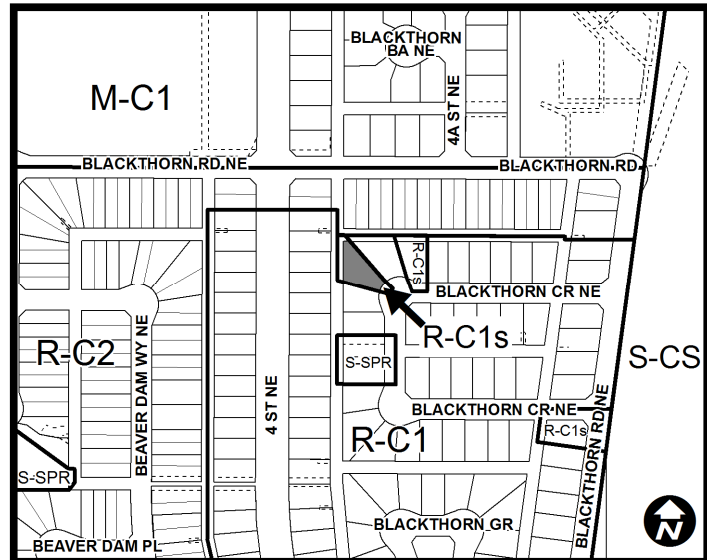 BLACKTHORN
BA NE
M-C1
4A ST NE
BLACKTHORN RD NE
BLACKTHORN RD
R-C1s
BLACKTHORN CR NE
R-C1s
R-C2
BEAVER DAM WY NE
4 ST NE
S-SPR
S-CS
BLACKTHORN CR NE
R-C1
R-C1s
BLACKTHORN RD NE
S-SPR
BLACKTHORN GR
BEAVER DAM PL
N